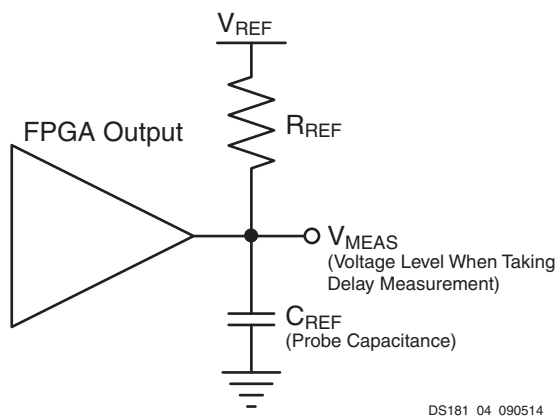 VREF
FPGA Output
RREF
VMEAS
(Voltage Level When Taking
Delay Measurement)
CREF
(Probe Capacitance)
DS181_04_090514